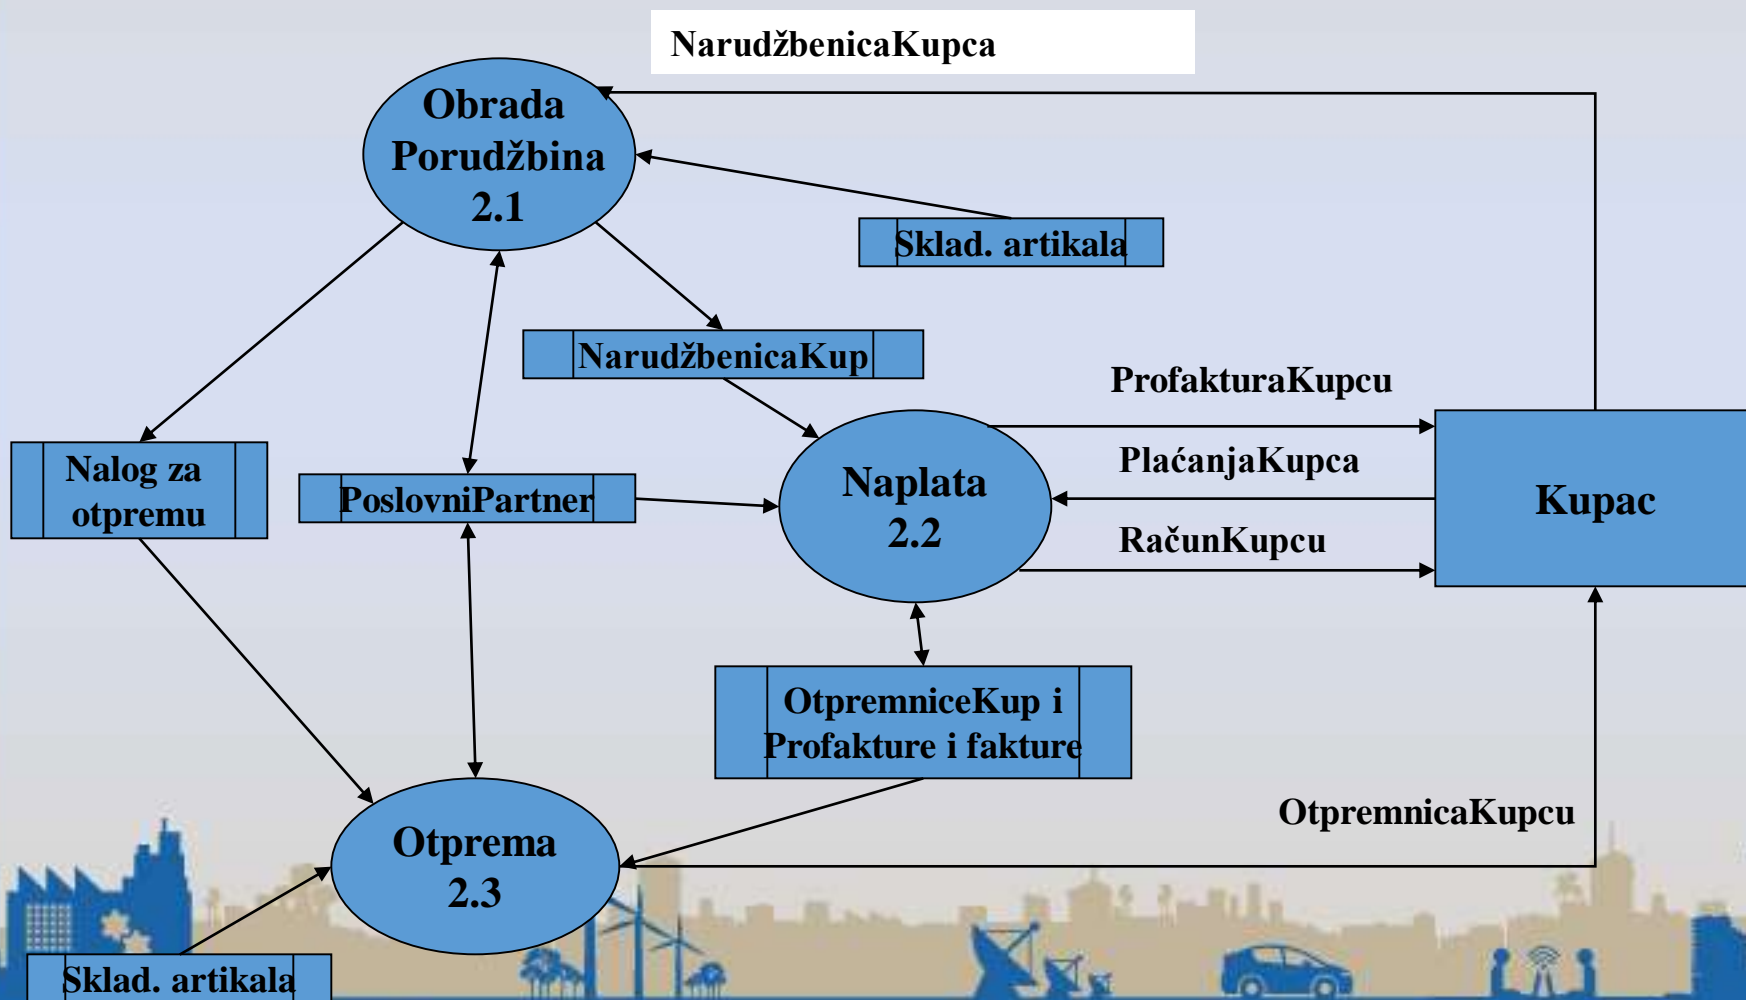 NarudžbenicaKupca
Obrada
Porudžbina
2.1
Sklad. artikala
NarudžbenicaKup
ProfakturaKupcu
Nalog za
otpremu
PoslovniPartner
Naplata
2.2
PlaćanjaKupca
Kupac
RačunKupcu
OtpremniceKup i
Profakture i fakture
OtpremnicaKupcu
Otprema
2.3
Sklad. artikala